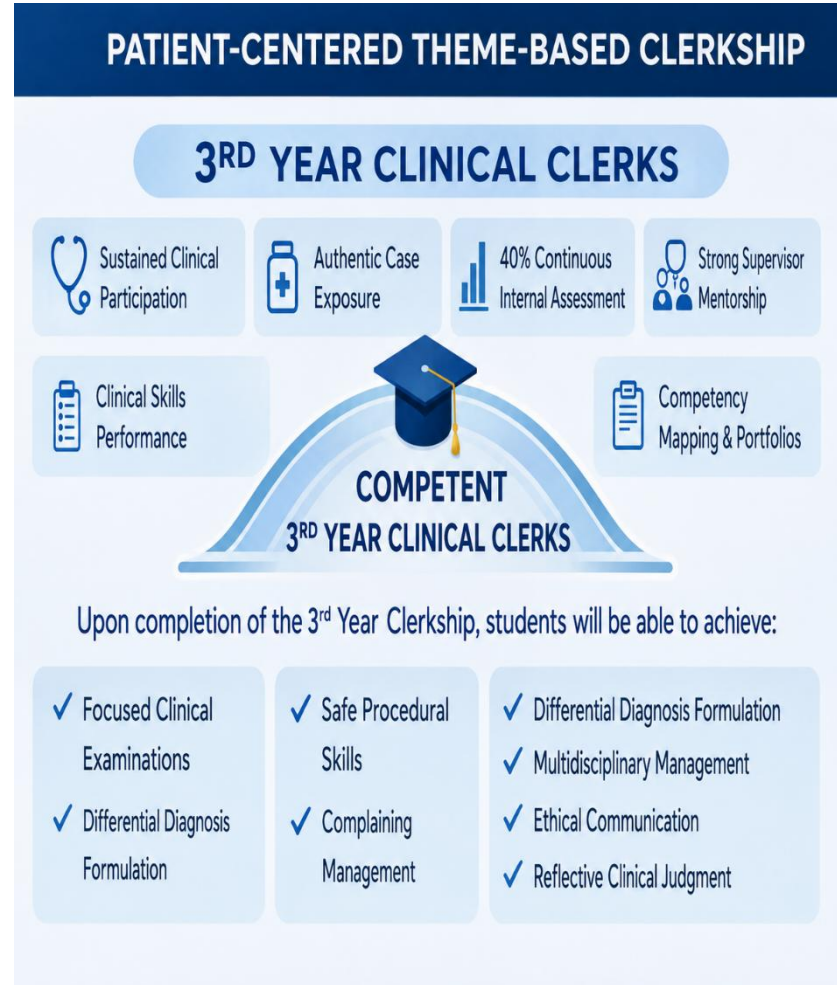 PATIENT-CENTERED THEME-BASED CLERKSHIP
3RD YEAR CLINICAL CLERKS
Sustained Clinical
Participation
Authentic Case
Exposure
40% Continuous
Internal Assessment
Strong Supervisor
Mentorship
Clinical Skills
Performance
Competency
Mapping & Portfolios
COMPETENT
3RD YEAR CLINICAL CLERKS
Upon completion of the 3rd Year Clerkship, students will be able to achieve:
✓ Focused Clinical
Examinations
✓ Differential Diagnosis
Formulation
✓ Safe Procedural
Skills
✓ Complaining
Management
✓ Differential Diagnosis Formulation
✓ Multidisciplinary Management
✓ Ethical Communication
✓ Reflective Clinical Judgment